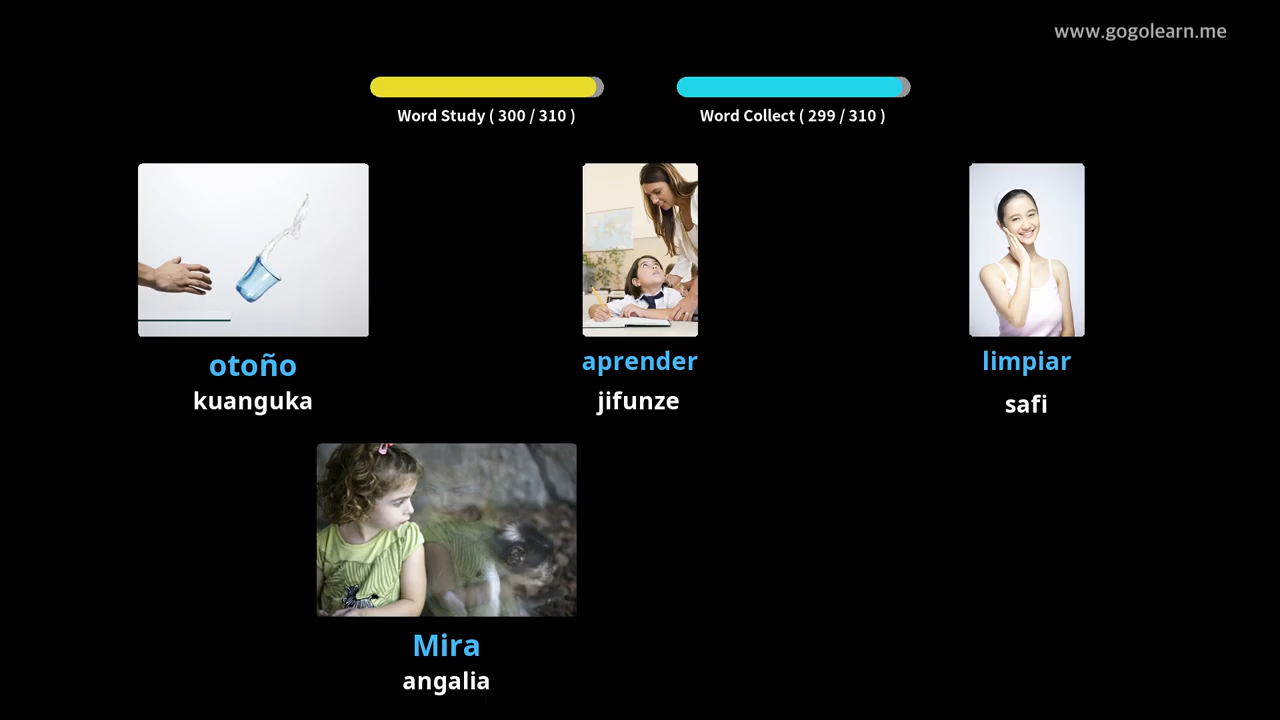 www.gogolearn.me
Word Study ( 300 / 310 )
Word Collect ( 299 / 310 )
otoño
kuanguka
aprender
jifunze
limpiar
safi
Mira
angalia